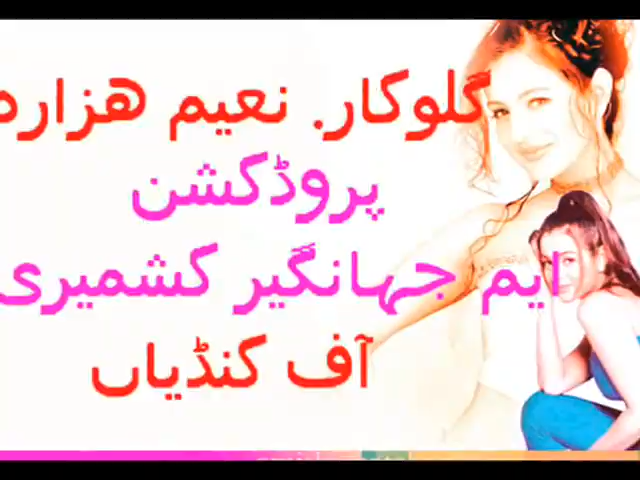 گلوکار. نعیم ہزارہ
پروڈکشن
ایم جہانگیر کشمیری
آف کنڈیاں